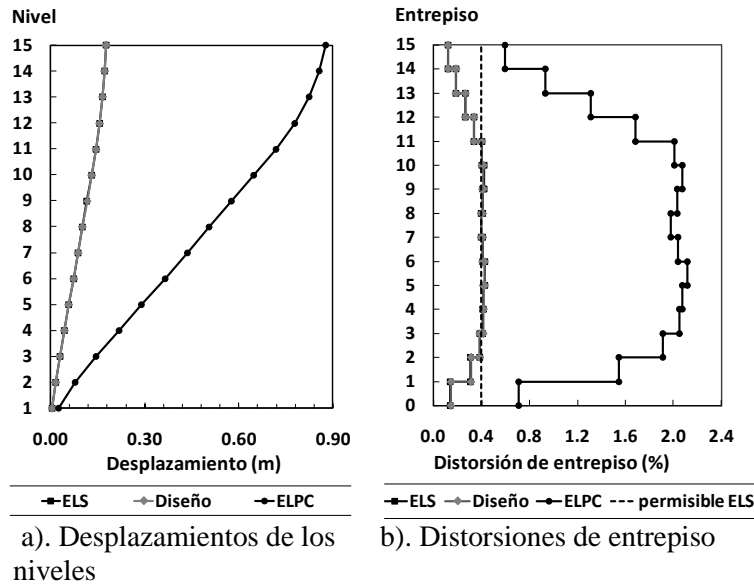 Nivel
15
14
13
12
11
10
9
8
7
6
5
4
3
2
1
0.00 0.30 0.60 0.90
Desplazamiento (m)
ELS Diseño ELPC
a). Desplazamientos de los
niveles
Entrepiso
15
14
13
12
11
10
9
8
7
6
5
4
3
2
1
0
0.0 0.4 0.8 1.2 1.6 2.0 2.4
Distorsión de entrepiso (%)
ELS Diseño ELPC permisible ELS
b). Distorsiones de entrepiso